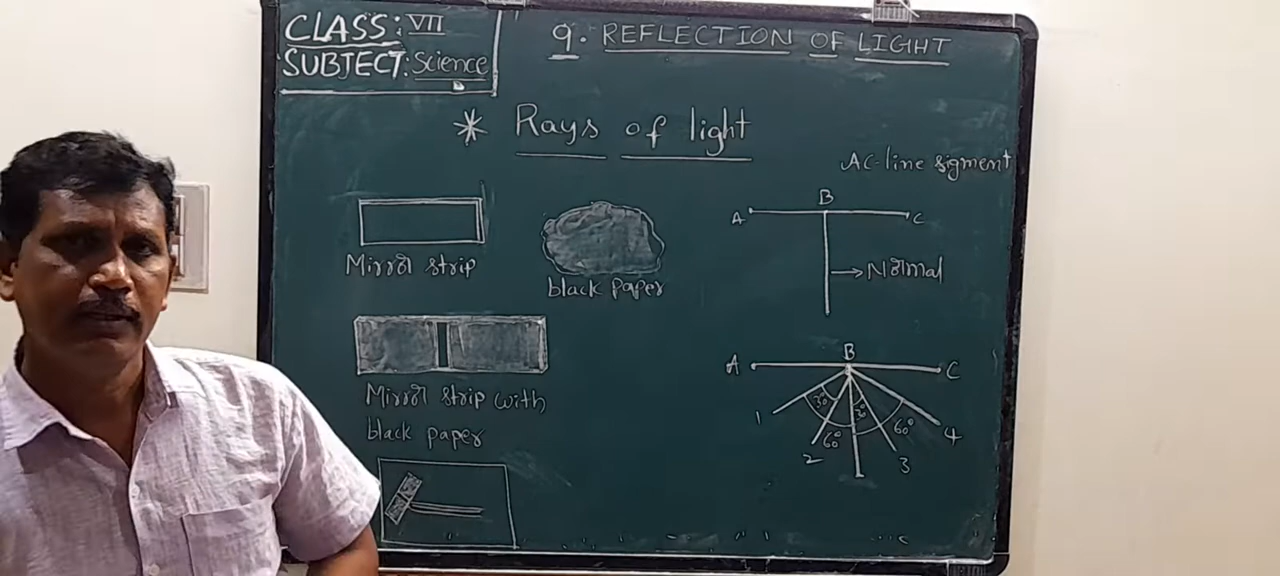 CLASS: VII
SUBJECT: Science
9. REFLECTION OF LIGHT
* Rays of light
Mirror strip
black paper
Mirror strip with
black paper
AC-line sigment
B
A C
→Normal
B
A C
30° 30°
60° 60°
1 2 3 4